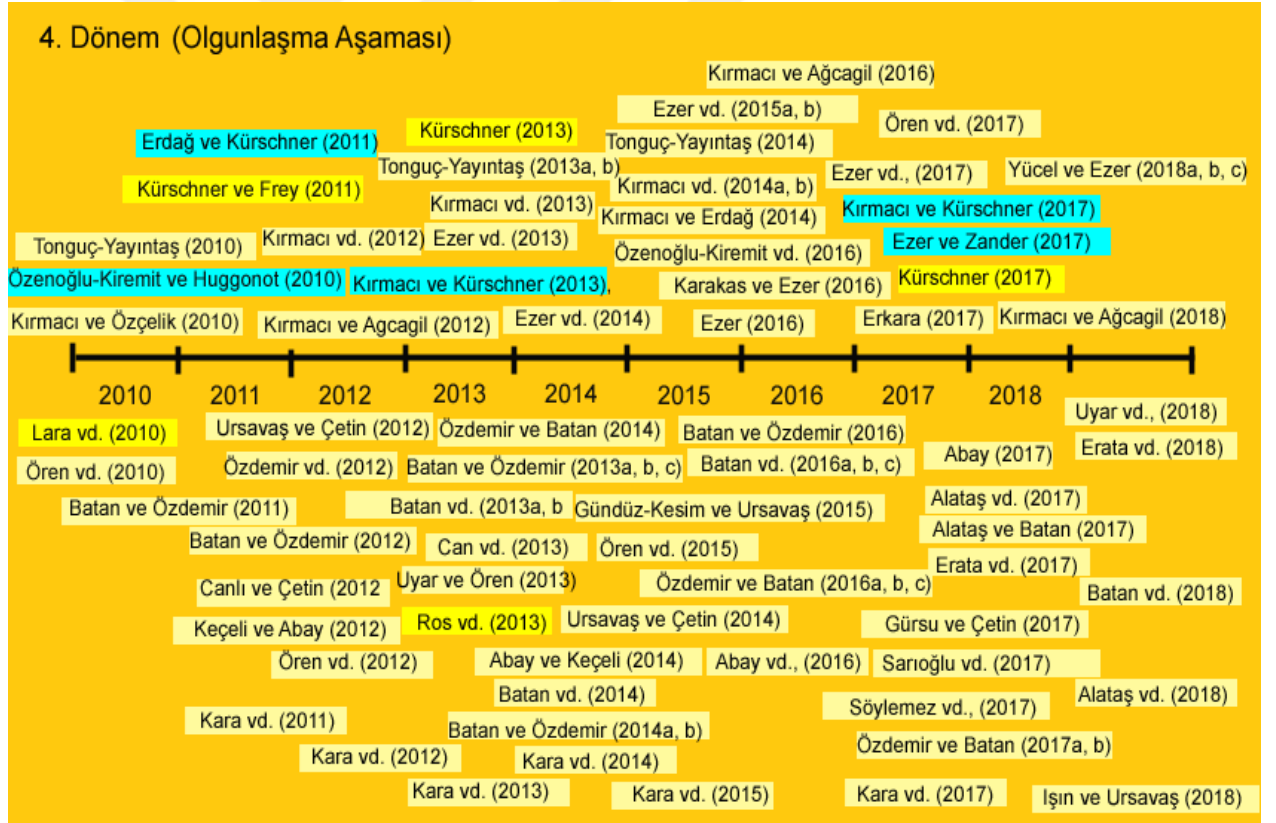 4. Dönem (Olgunlaşma Aşaması)
Kırmacı ve Ağcagil (2016)
Ezer vd. (2015a, b)
Kürschner (2013)
Ören vd. (2017)
Erdağ ve Kürschner (2011)
Tonguç-Yayıntaş (2014)
Tonguç-Yayıntaş (2013a, b)
Yücel ve Ezer (2018a, b, c)
Ezer vd., (2017)
Kürschner ve Frey (2011)
Kırmacı vd. (2014a, b)
Kırmacı vd. (2013)
Kırmacı ve Kürschner (2017)
Kırmacı ve Erdağ (2014)
Tonguç-Yayıntaş (2010)
Kırmacı vd. (2012)
Ezer vd. (2013)
Ezer ve Zander (2017)
Özenoğlu-Kiremit vd. (2016)
Özenoğlu-Kiremit ve Huggonot (2010)
Kırmacı ve Kürschner (2013),
Karakas ve Ezer (2016)
Kürschner (2017)
Kırmacı ve Özçelik (2010)
Kırmacı ve Agcagil (2012)
Ezer vd. (2014)
Ezer (2016)
Erkara (2017)
Kırmacı ve Ağcagil (2018)
2010 2011 2012 2013 2014 2015 2016 2017 2018
Uyar vd., (2018)
Lara vd. (2010)
Ursavaş ve Çetin (2012)
Özdemir ve Batan (2014)
Batan ve Özdemir (2016)
Erata vd. (2018)
Abay (2017)
Ören vd. (2010)
Özdemir vd. (2012)
Batan ve Özdemir (2013a, b, c)
Batan vd. (2016a, b, c)
Alataş vd. (2017)
Batan ve Özdemir (2011)
Batan vd. (2013a, b
Gündüz-Kesim ve Ursavaş (2015)
Alataş ve Batan (2017)
Batan ve Özdemir (2012)
Can vd. (2013)
Ören vd. (2015)
Erata vd. (2017)
Canlı ve Çetin (2012
Uyar ve Ören (2013)
Özdemir ve Batan (2016a, b, c)
Batan vd. (2018)
Keçeli ve Abay (2012)
Ros vd. (2013)
Ursavaş ve Çetin (2014)
Gürsu ve Çetin (2017)
Ören vd. (2012)
Abay ve Keçeli (2014)
Abay vd., (2016)
Sarıoğlu vd. (2017)
Batan vd. (2014)
Alataş vd. (2018)
Söylemez vd., (2017)
Kara vd. (2011)
Batan ve Özdemir (2014a, b)
Özdemir ve Batan (2017a, b)
Kara vd. (2012)
Kara vd. (2014)
Kara vd. (2013)
Kara vd. (2015)
Kara vd. (2017)
Işın ve Ursavaş (2018)